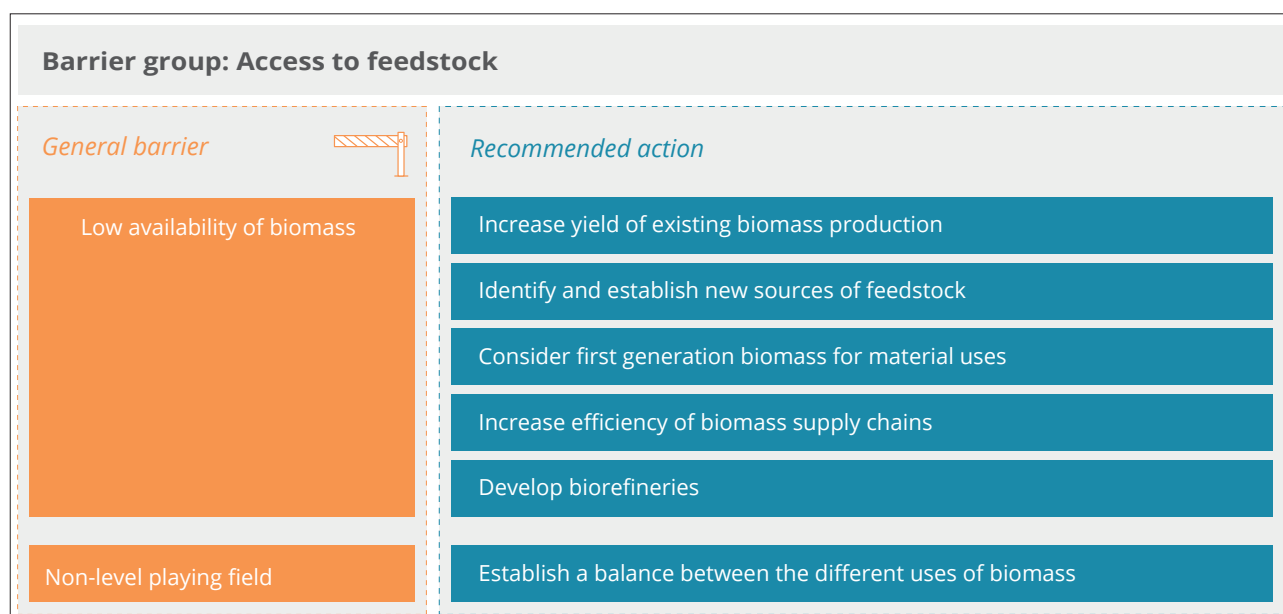 Barrier group: Access to feedstock
General barrier
Recommended action
Low availability of biomass
Increase yield of existing biomass production
Identify and establish new sources of feedstock
Consider first generation biomass for material uses
Increase efficiency of biomass supply chains
Develop biorefineries
Non-level playing field
Establish a balance between the different uses of biomass